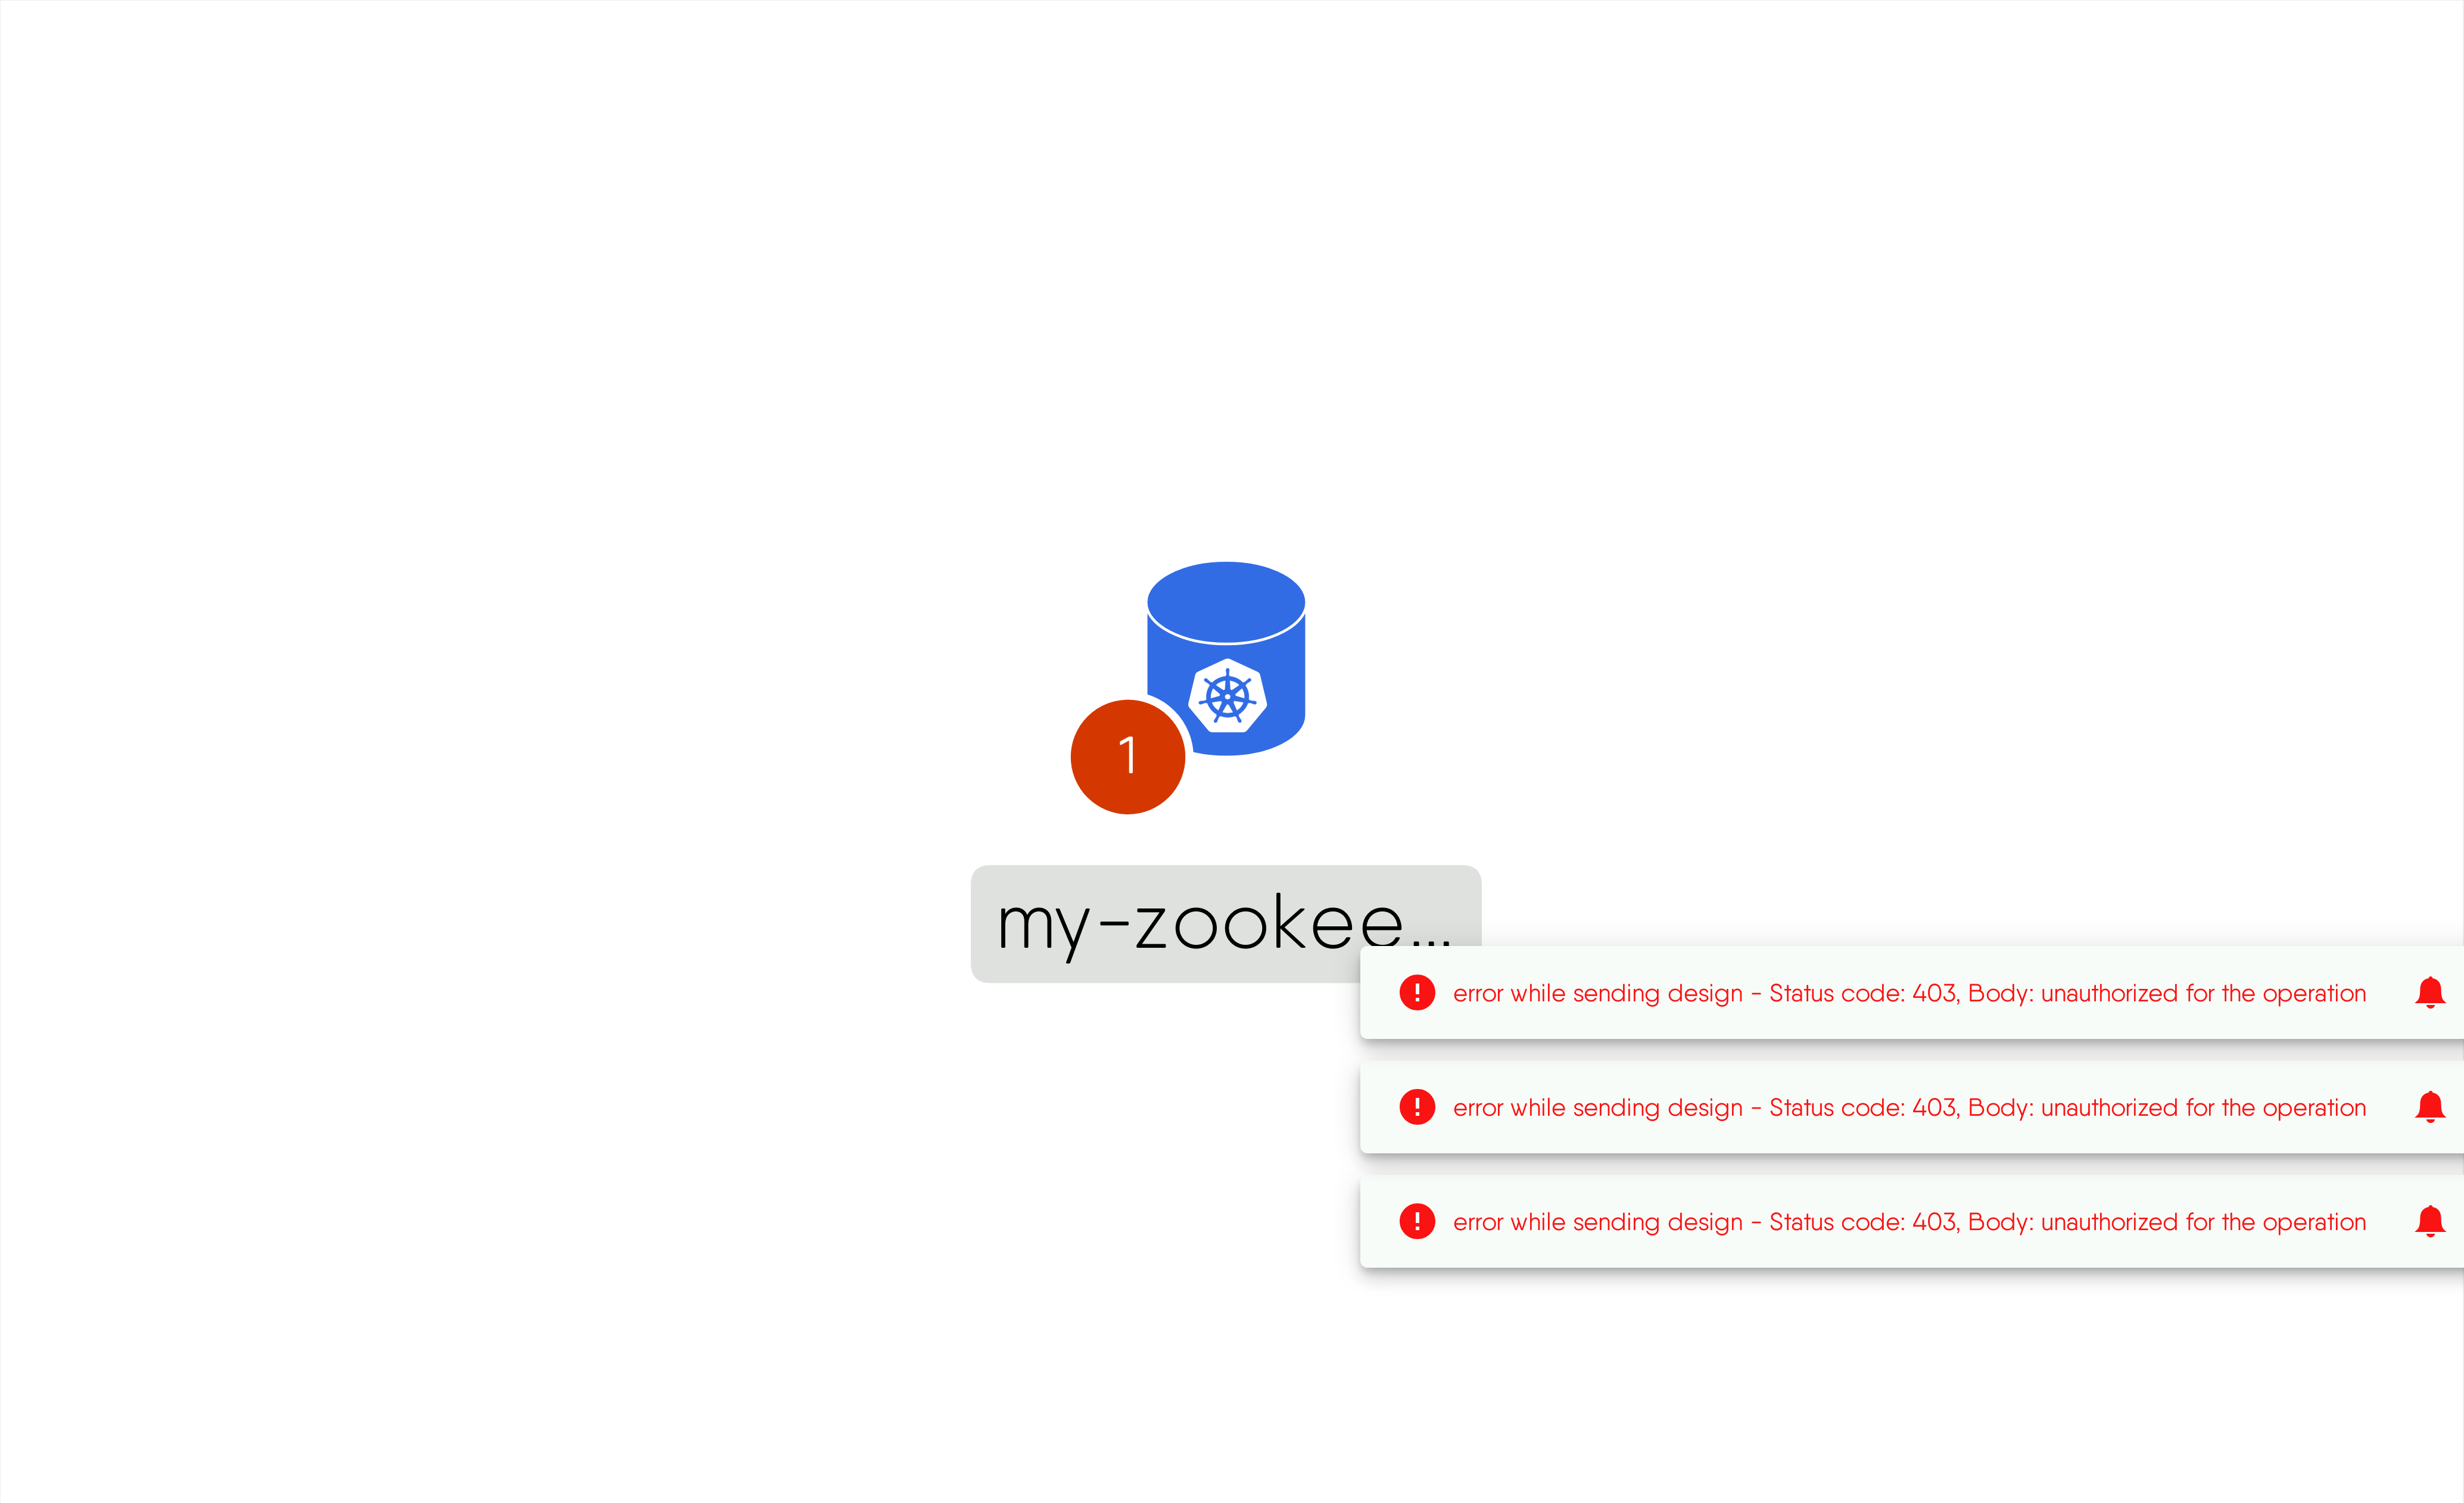 1
my-zookee...
error while sending design - Status code: 403, Body: unauthorized for the operation
error while sending design - Status code: 403, Body: unauthorized for the operation
error while sending design - Status code: 403, Body: unauthorized for the operation